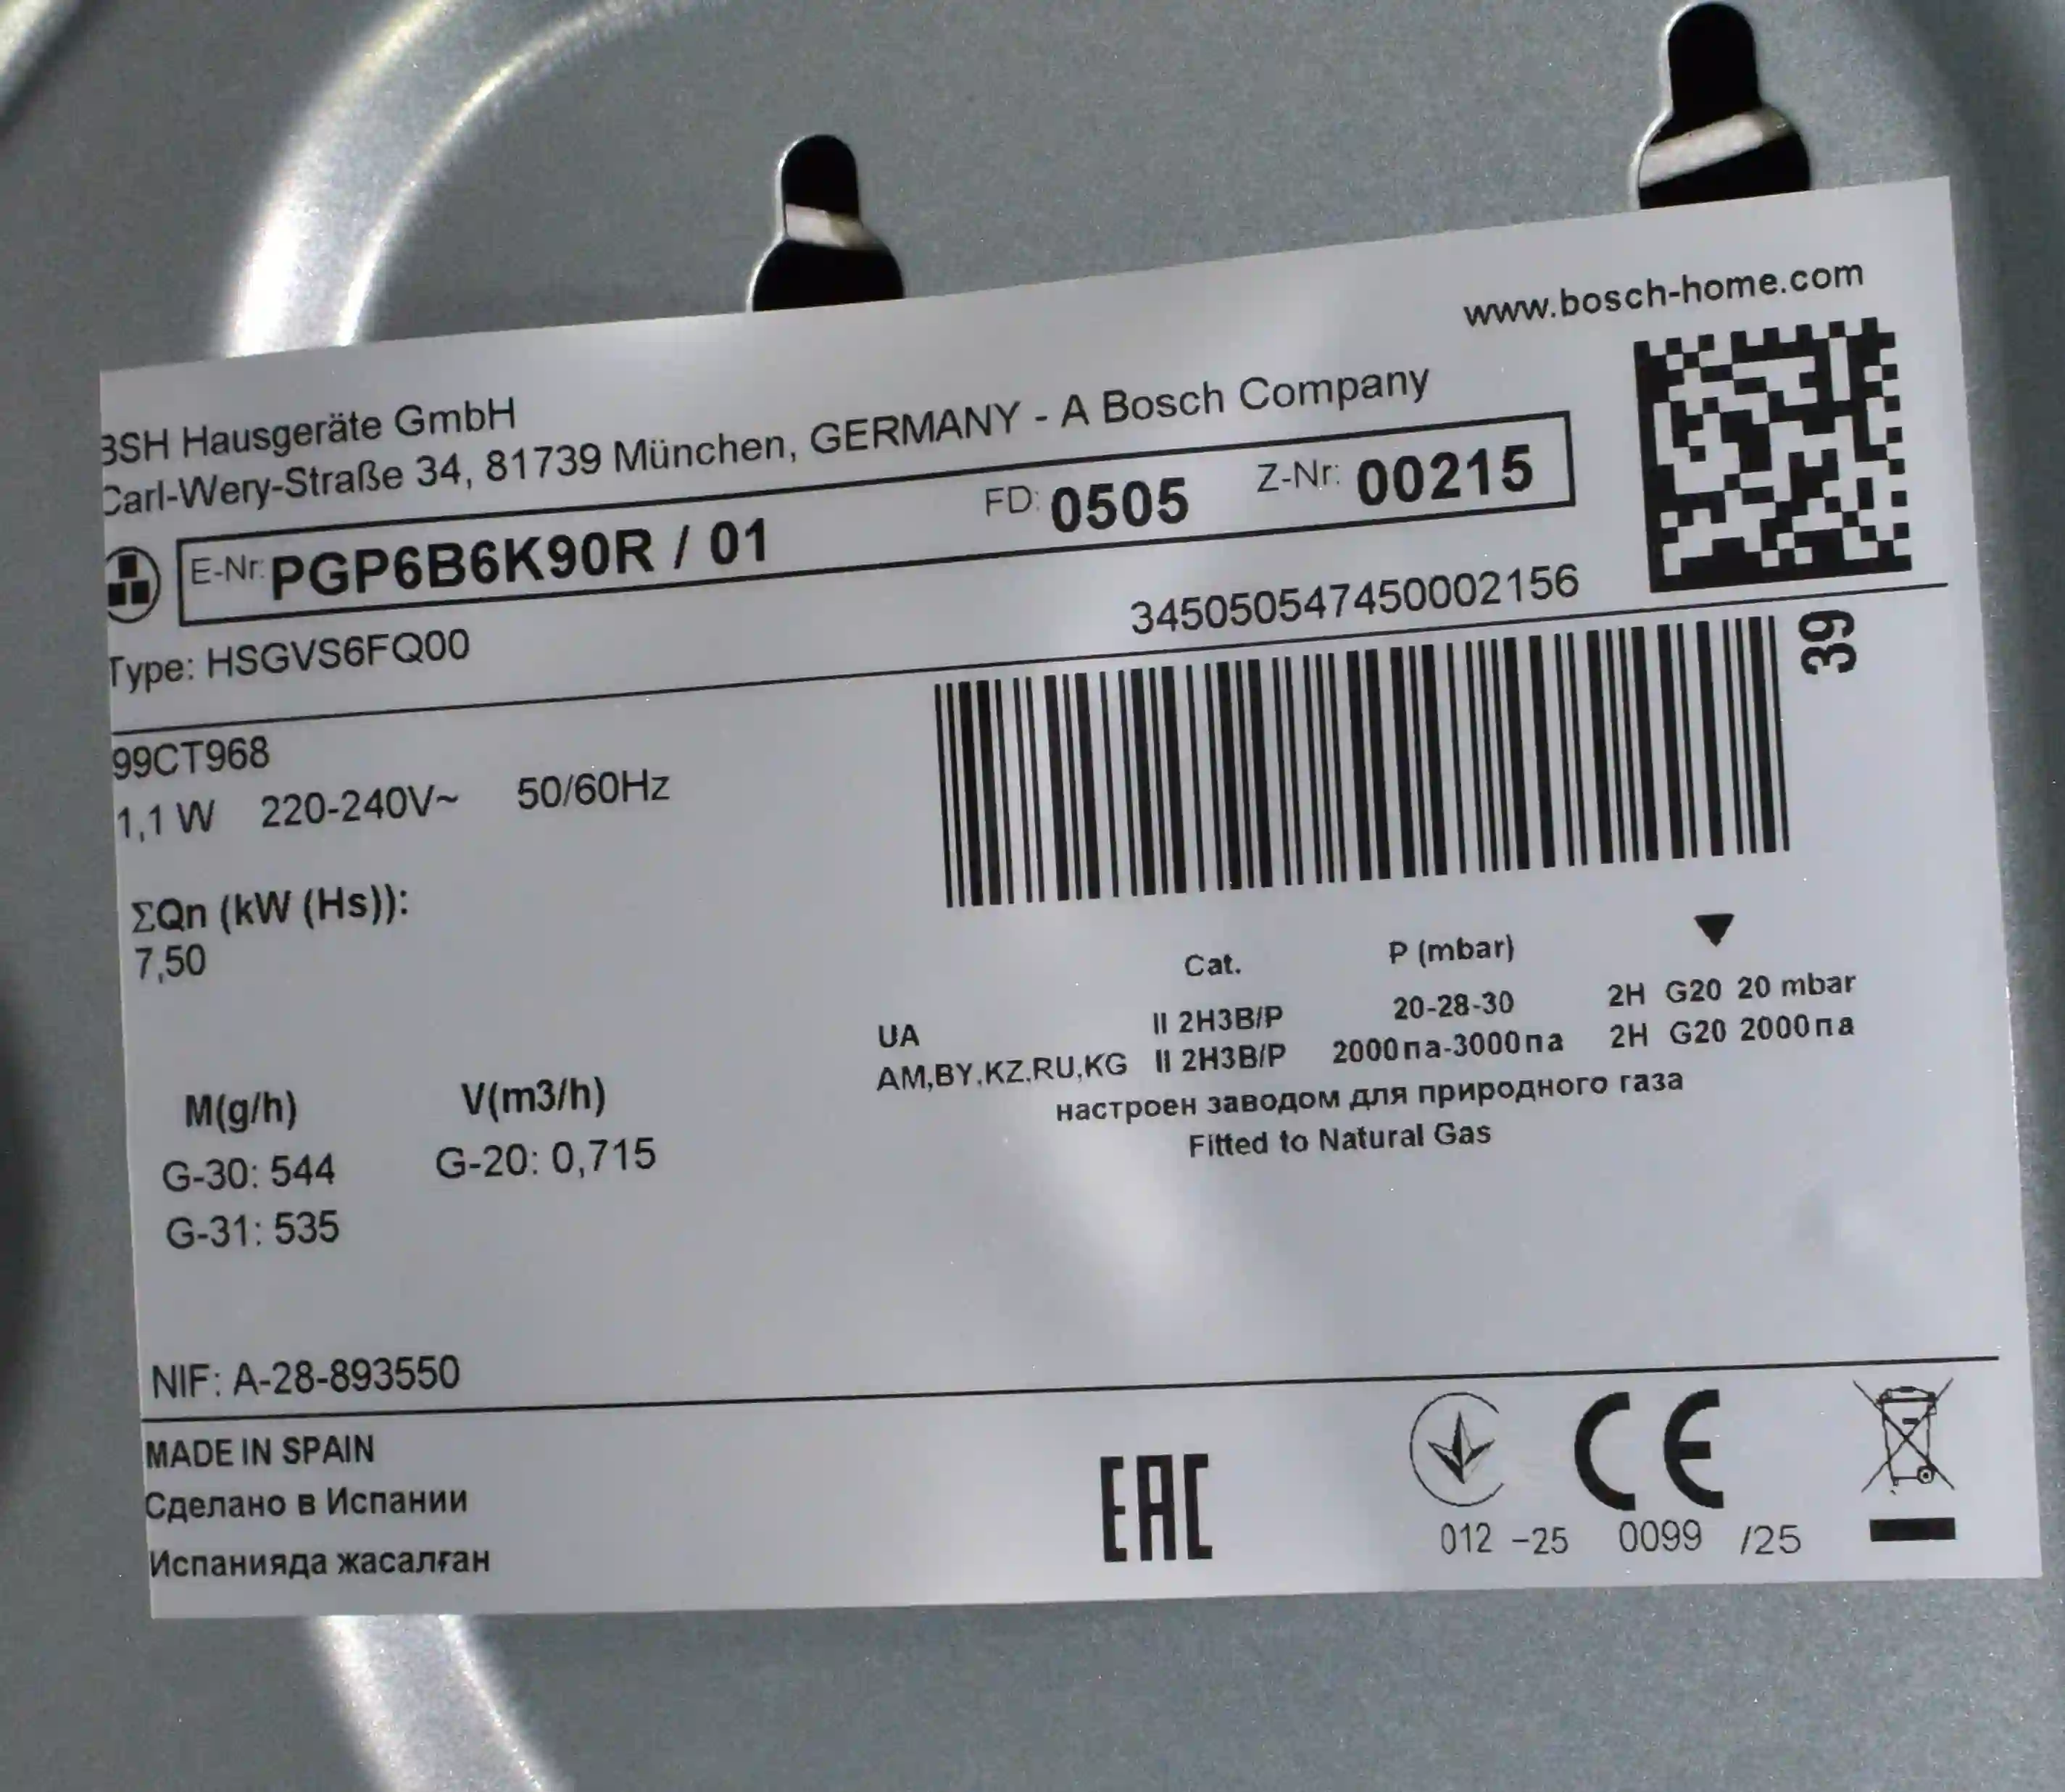 www.bosch-home.com
BSH Hausgeräte GmbH
Carl-Wery-Straße 34, 81739 München, GERMANY - A Bosch Company
E-Nr: PGP6B6K90R / 01 FD: 0505 Z-Nr: 00215
Type: HSGVS6FQ00
345050547450002156
39
99CT968
1,1 W 220-240V~ 50/60Hz
ΣQn (kW (Hs)):
7,50
Cat. P (mbar)
UA II 2H3B/P 20-28-30 2H G20 20 mbar
AM,BY,KZ,RU,KG II 2H3B/P 2000па-3000па 2H G20 2000па
настроен заводом для природного газа
Fitted to Natural Gas
M(g/h) V(m3/h)
G-30: 544 G-20: 0,715
G-31: 535
NIF: A-28-893550
MADE IN SPAIN
Сделано в Испании
Испанияда жасалған
EAC
CE
012 -25 0099 /25